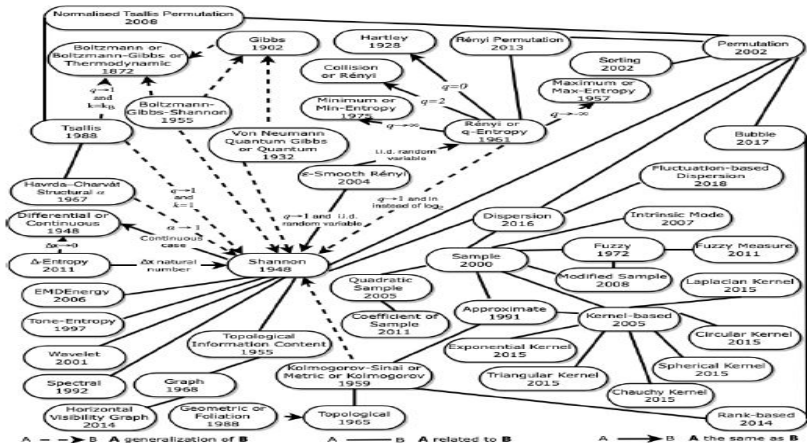 Normalised Tsallis Permutation
2008
Boltzmann or
Boltzmann-Gibbs or
Thermodynamic
1872
Gibbs
1902
Hartley
1928
Rényi Permutation
2013
Permutation
2002
Sorting
2002
Collision
or Rényi
Maximum or
Max-Entropy
1957
q=0
q=2
q→∞
q→∞
Minimum or
Min-Entropy
1975
Rényi or
q-Entropy
1961
q→1
and
k=kB
Boltzmann-
Gibbs-Shannon
1955
Tsallis
1988
Von Neumann
Quantum Gibbs
or Quantum
1932
Bubble
2017
i.i.d. random
variable
ε-Smooth Rényi
2004
Fluctuation-based
Dispersion
2018
Havrda-Charvát
Structural α
1967
q→1
and
k=1
q→1 and ln
instead of log2
q→1 and i.i.d.
random variable
Differential or
Continuous
1948
α→1
Continuous
case
Dispersion
2016
Intrinsic Mode
2007
Δx→0
Δ-Entropy
2011
Δx natural
number
Shannon
1948
Sample
2000
Fuzzy
1972
Fuzzy Measure
2011
Modified Sample
2008
Laplacian Kernel
2015
EMDEnergy
2006
Quadratic
Sample
2005
Coefficient of
Sample
2011
Approximate
1991
Kernel-based
2005
Tone-Entropy
1997
Topological
Information Content
1955
Circular Kernel
2015
Wavelet
2001
Exponential Kernel
2015
Spherical Kernel
2015
Spectral
1992
Graph
1968
Kolmogorov-Sinai or
Metric or Kolmogorov
1959
Triangular Kernel
2015
Chauchy Kernel
2015
Horizontal
Visibility Graph
2014
Geometric or
Foliation
1988
Topological
1965
Rank-based
2014
A B A generalization of B
A B A related to B
A B A the same as B